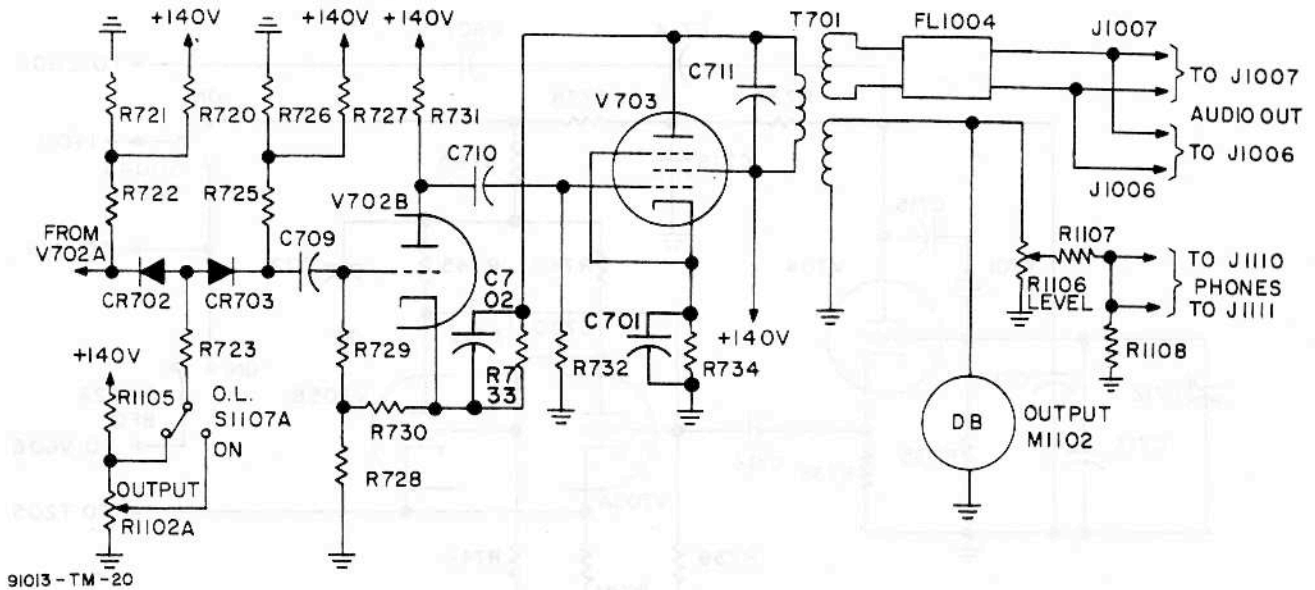 +140V
+140V
+140V
T701
FL1004
J1007
TO J1007
AUDIO OUT
TO J1006
J1006
R721
R720
R726
R727
R731
C711
V703
C710
R722
R725
V702B
FROM
V702A
C709
C7
02
CR702
CR703
C701
+140V
R1107
TO J1110
PHONES
TO J1111
R1106
LEVEL
R1108
R723
R729
R7
33
R732
R734
+140V
R1105
O.L.
S1107A
ON
R730
R728
OUTPUT
R1102A
DB
OUTPUT
M1102
91013-TM-20